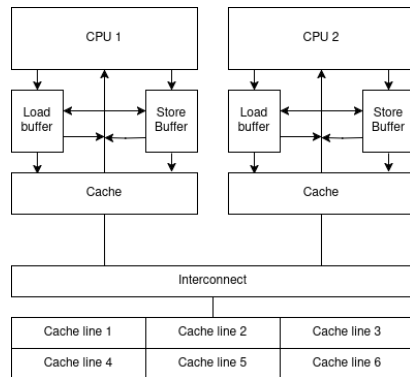 CPU 1
CPU 2
Load
buffer
Store
Buffer
Load
buffer
Store
Buffer
Cache
Cache
Interconnect
Cache line 1
Cache line 2
Cache line 3
Cache line 4
Cache line 5
Cache line 6